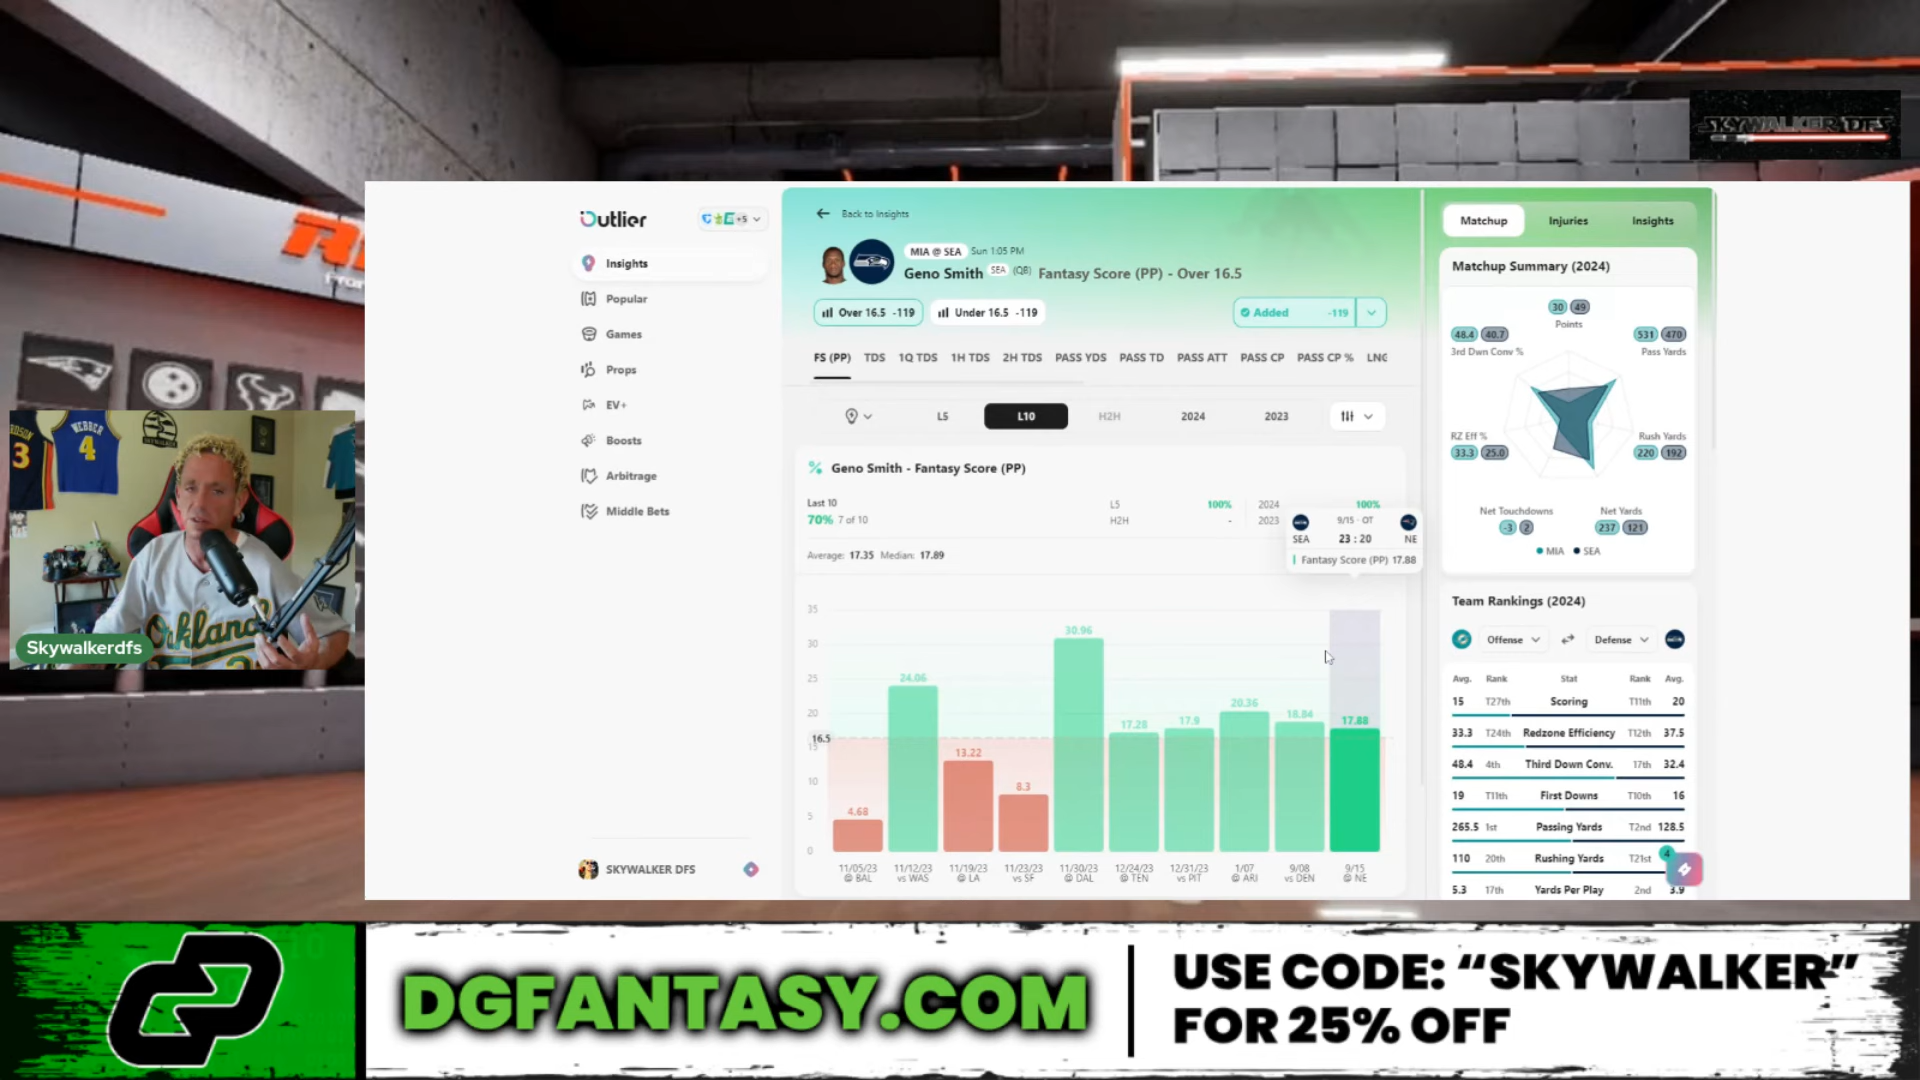 SKYWALKER DFS
Outlier
+5
Insights
Popular
Games
Props
EV+
Boosts
Arbitrage
Middle Bets
SKYWALKER DFS
Back to Insights
MIA @ SEA Sun 1:05 PM
Geno Smith SEA (QB) Fantasy Score (PP) - Over 16.5
Over 16.5 -119
Under 16.5 -119
Added -119
FS (PP) TDS 1Q TDS 1H TDS 2H TDS PASS YDS PASS TD PASS ATT PASS CP PASS CP % LNG
L5 L10 H2H 2024 2023
Geno Smith - Fantasy Score (PP)
Last 10
70% 7 of 10
L5 100% 2024 100%
H2H - 2023
Average: 17.35 Median: 17.89
9/15 - OT
SEA 23 : 20 NE
Fantasy Score (PP) 17.88
35
30
25
20
16.5
15
10
5
0
4.68
24.06
13.22
8.3
30.96
17.28
17.9
20.36
18.84
17.88
11/05/23 @ BAL
11/12/23 vs WAS
11/19/23 @ LA
11/23/23 vs SF
11/30/23 @ DAL
12/24/23 @ TEN
12/31/23 vs PIT
1/07 @ ARI
9/08 vs DEN
9/15 @ NE
Matchup Injuries Insights
Matchup Summary (2024)
30 49
Points
48.4 40.7
3rd Dwn Conv %
531 470
Pass Yards
RZ Eff %
33.3 25.0
Rush Yards
220 192
Net Touchdowns
-3 2
Net Yards
237 121
MIA SEA
Team Rankings (2024)
Offense Defense
Avg. Rank Stat Rank Avg.
15 T27th Scoring T11th 20
33.3 T24th Redzone Efficiency T12th 37.5
48.4 4th Third Down Conv. 17th 32.4
19 T11th First Downs T10th 16
265.5 1st Passing Yards T2nd 128.5
110 20th Rushing Yards T21st
4
5.3 17th Yards Per Play 2nd 3.9
3
WEBBER
4
Oakland
Skywalkerdfs
DGFANTASY.COM
USE CODE: “SKYWALKER”
FOR 25% OFF